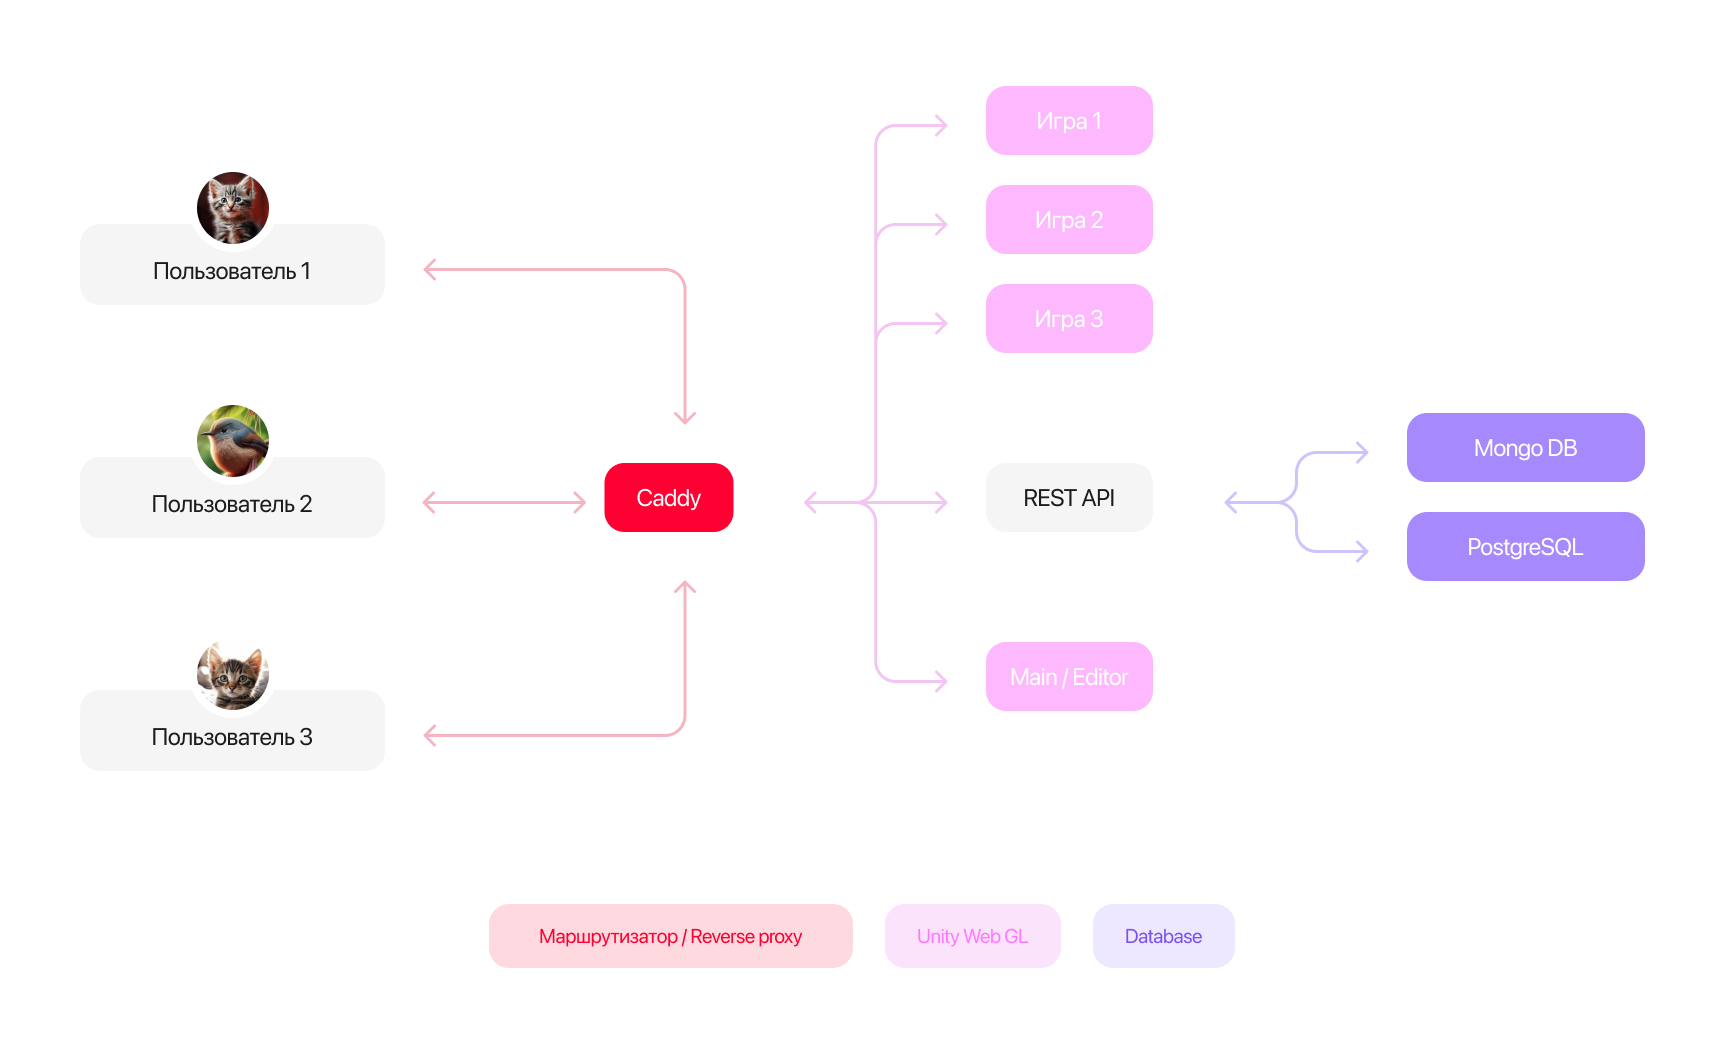 Пользователь 1
Пользователь 2
Пользователь 3
Caddy
Игра 1
Игра 2
Игра 3
REST API
Main / Editor
Mongo DB
PostgreSQL
Маршрутизатор / Reverse proxy
Unity Web GL
Database